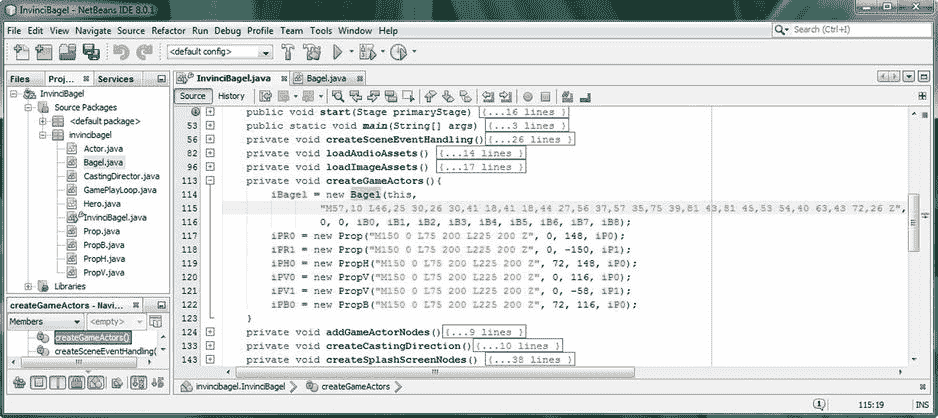 InvinciBagel - NetBeans IDE 8.0.1
File Edit View Navigate Source Refactor Run Debug Profile Team Tools Window Help
Search (Ctrl+I)
<default config>
Files Proj... Services
InvinciBagel.java Bagel.java
Source History
InvinciBagel
Source Packages
<default package>
invincibagel
Actor.java
Bagel.java
CastingDirector.java
GamePlayLoop.java
Hero.java
InvinciBagel.java
Prop.java
PropB.java
PropH.java
PropV.java
Libraries
public void start(Stage primaryStage) {...16 lines }
53 public static void main(String[] args) {...3 lines }
56 private void createSceneEventHandling() {...26 lines }
82 private void loadAudioAssets() {...14 lines }
96 private void loadImageAssets() {...17 lines }
113 private void createGameActors(){
114 iBagel = new Bagel(this,
115 "M57,10 L46,25 30,26 30,41 18,41 18,44 27,56 37,57 35,75 39,81 43,81 45,53 54,40 63,43 72,26 Z",
116 0, 0, iB0, iB1, iB2, iB3, iB4, iB5, iB6, iB7, iB8);
117 iPR0 = new Prop("M150 0 L75 200 L225 200 Z", 0, 148, iP0);
118 iPR1 = new Prop("M150 0 L75 200 L225 200 Z", 0, -150, iP1);
119 iPH0 = new PropH("M150 0 L75 200 L225 200 Z", 72, 148, iP0);
120 iPV0 = new PropV("M150 0 L75 200 L225 200 Z", 0, 116, iP0);
121 iPV1 = new PropV("M150 0 L75 200 L225 200 Z", 0, -58, iP1);
122 iPB0 = new PropB("M150 0 L75 200 L225 200 Z", 72, 116, iP0);
123 }
124 private void addGameActorNodes() {...9 lines }
133 private void createCastingDirection() {...10 lines }
143 private void createSplashScreenNodes() {...38 lines }
createGameActors - Navi...
Members <empty>
createGameActors()
createSceneEventHandling(
invincibagel.InvinciBagel createGameActors
1 115:19 INS